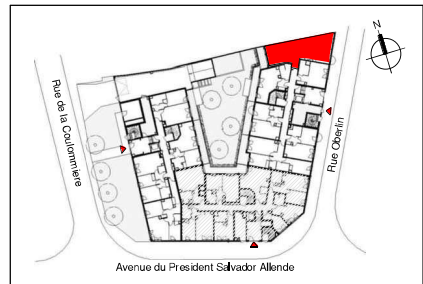 N
Rue de la Coulommiere
Rue Oberlin
Avenue du President Salvador Allende